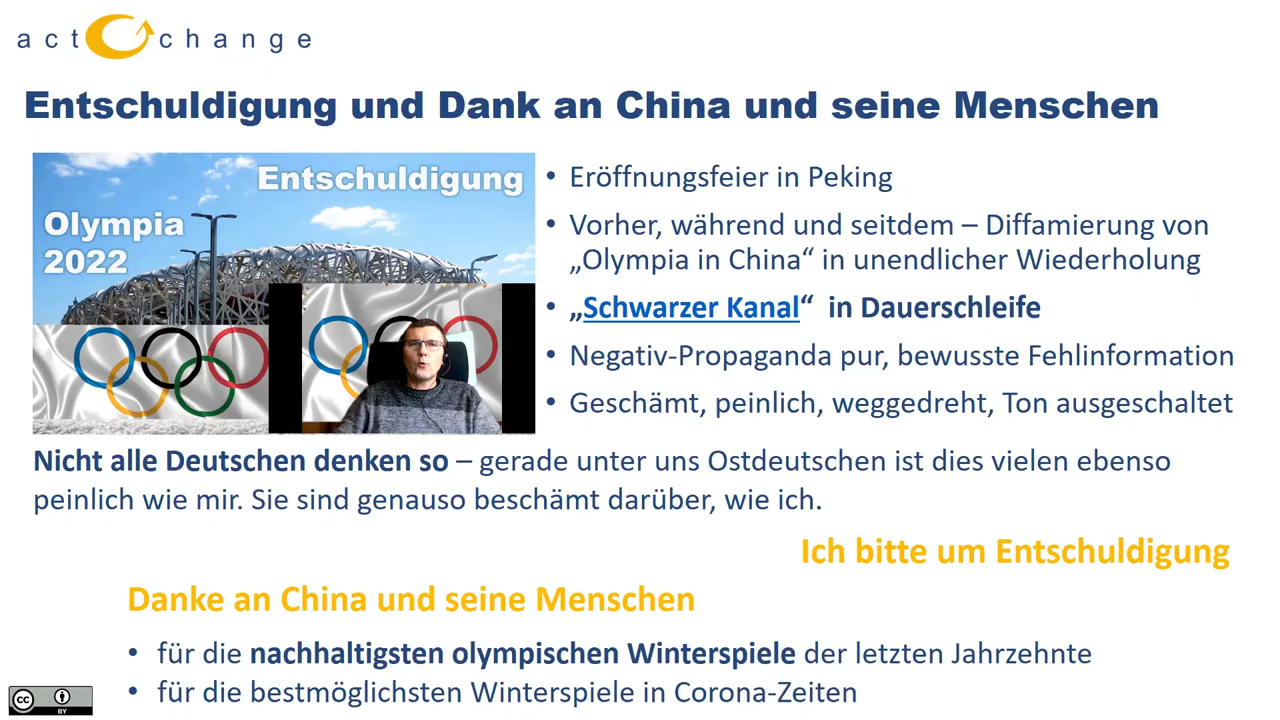 act change
Entschuldigung und Dank an China und seine Menschen
Entschuldigung
Olympia
2022
• Eröffnungsfeier in Peking
• Vorher, während und seitdem – Diffamierung von
„Olympia in China“ in unendlicher Wiederholung
• „Schwarzer Kanal“ in Dauerschleife
• Negativ-Propaganda pur, bewusste Fehlinformation
• Geschämt, peinlich, weggedreht, Ton ausgeschaltet
Nicht alle Deutschen denken so – gerade unter uns Ostdeutschen ist dies vielen ebenso
peinlich wie mir. Sie sind genauso beschämt darüber, wie ich.
Ich bitte um Entschuldigung
Danke an China und seine Menschen
• für die nachhaltigsten olympischen Winterspiele der letzten Jahrzehnte
• für die bestmöglichsten Winterspiele in Corona-Zeiten
cc
BY